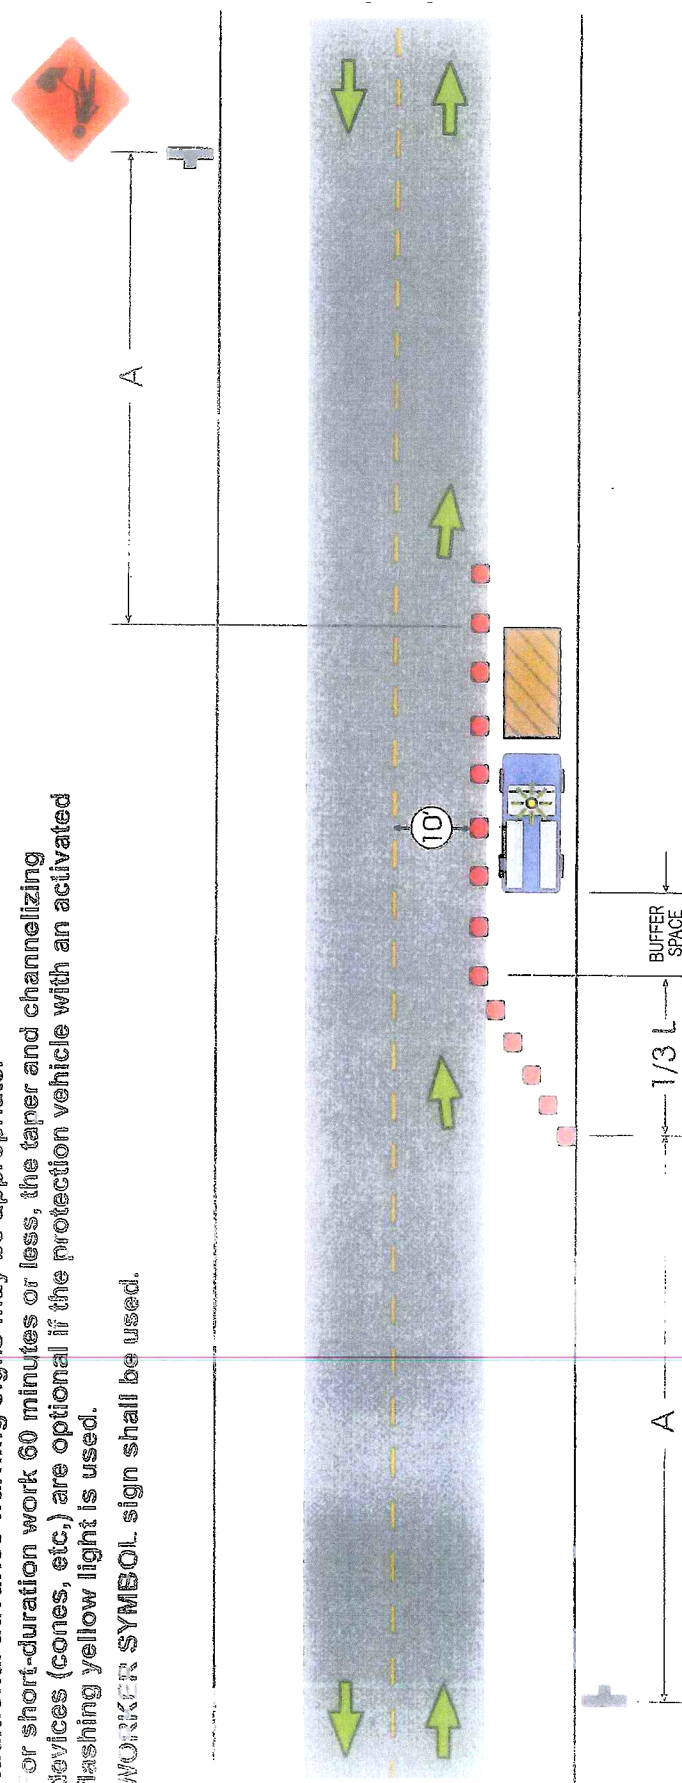 or short-duration work 60 minutes or less, the taper and channelizing
devices (cones, etc,) are optional if the protection vehicle with an activated
lashing yellow light is used.
WORKER SYMBOL sign shall be used.
A
10'
BUFFER
SPACE
1/3 L
A